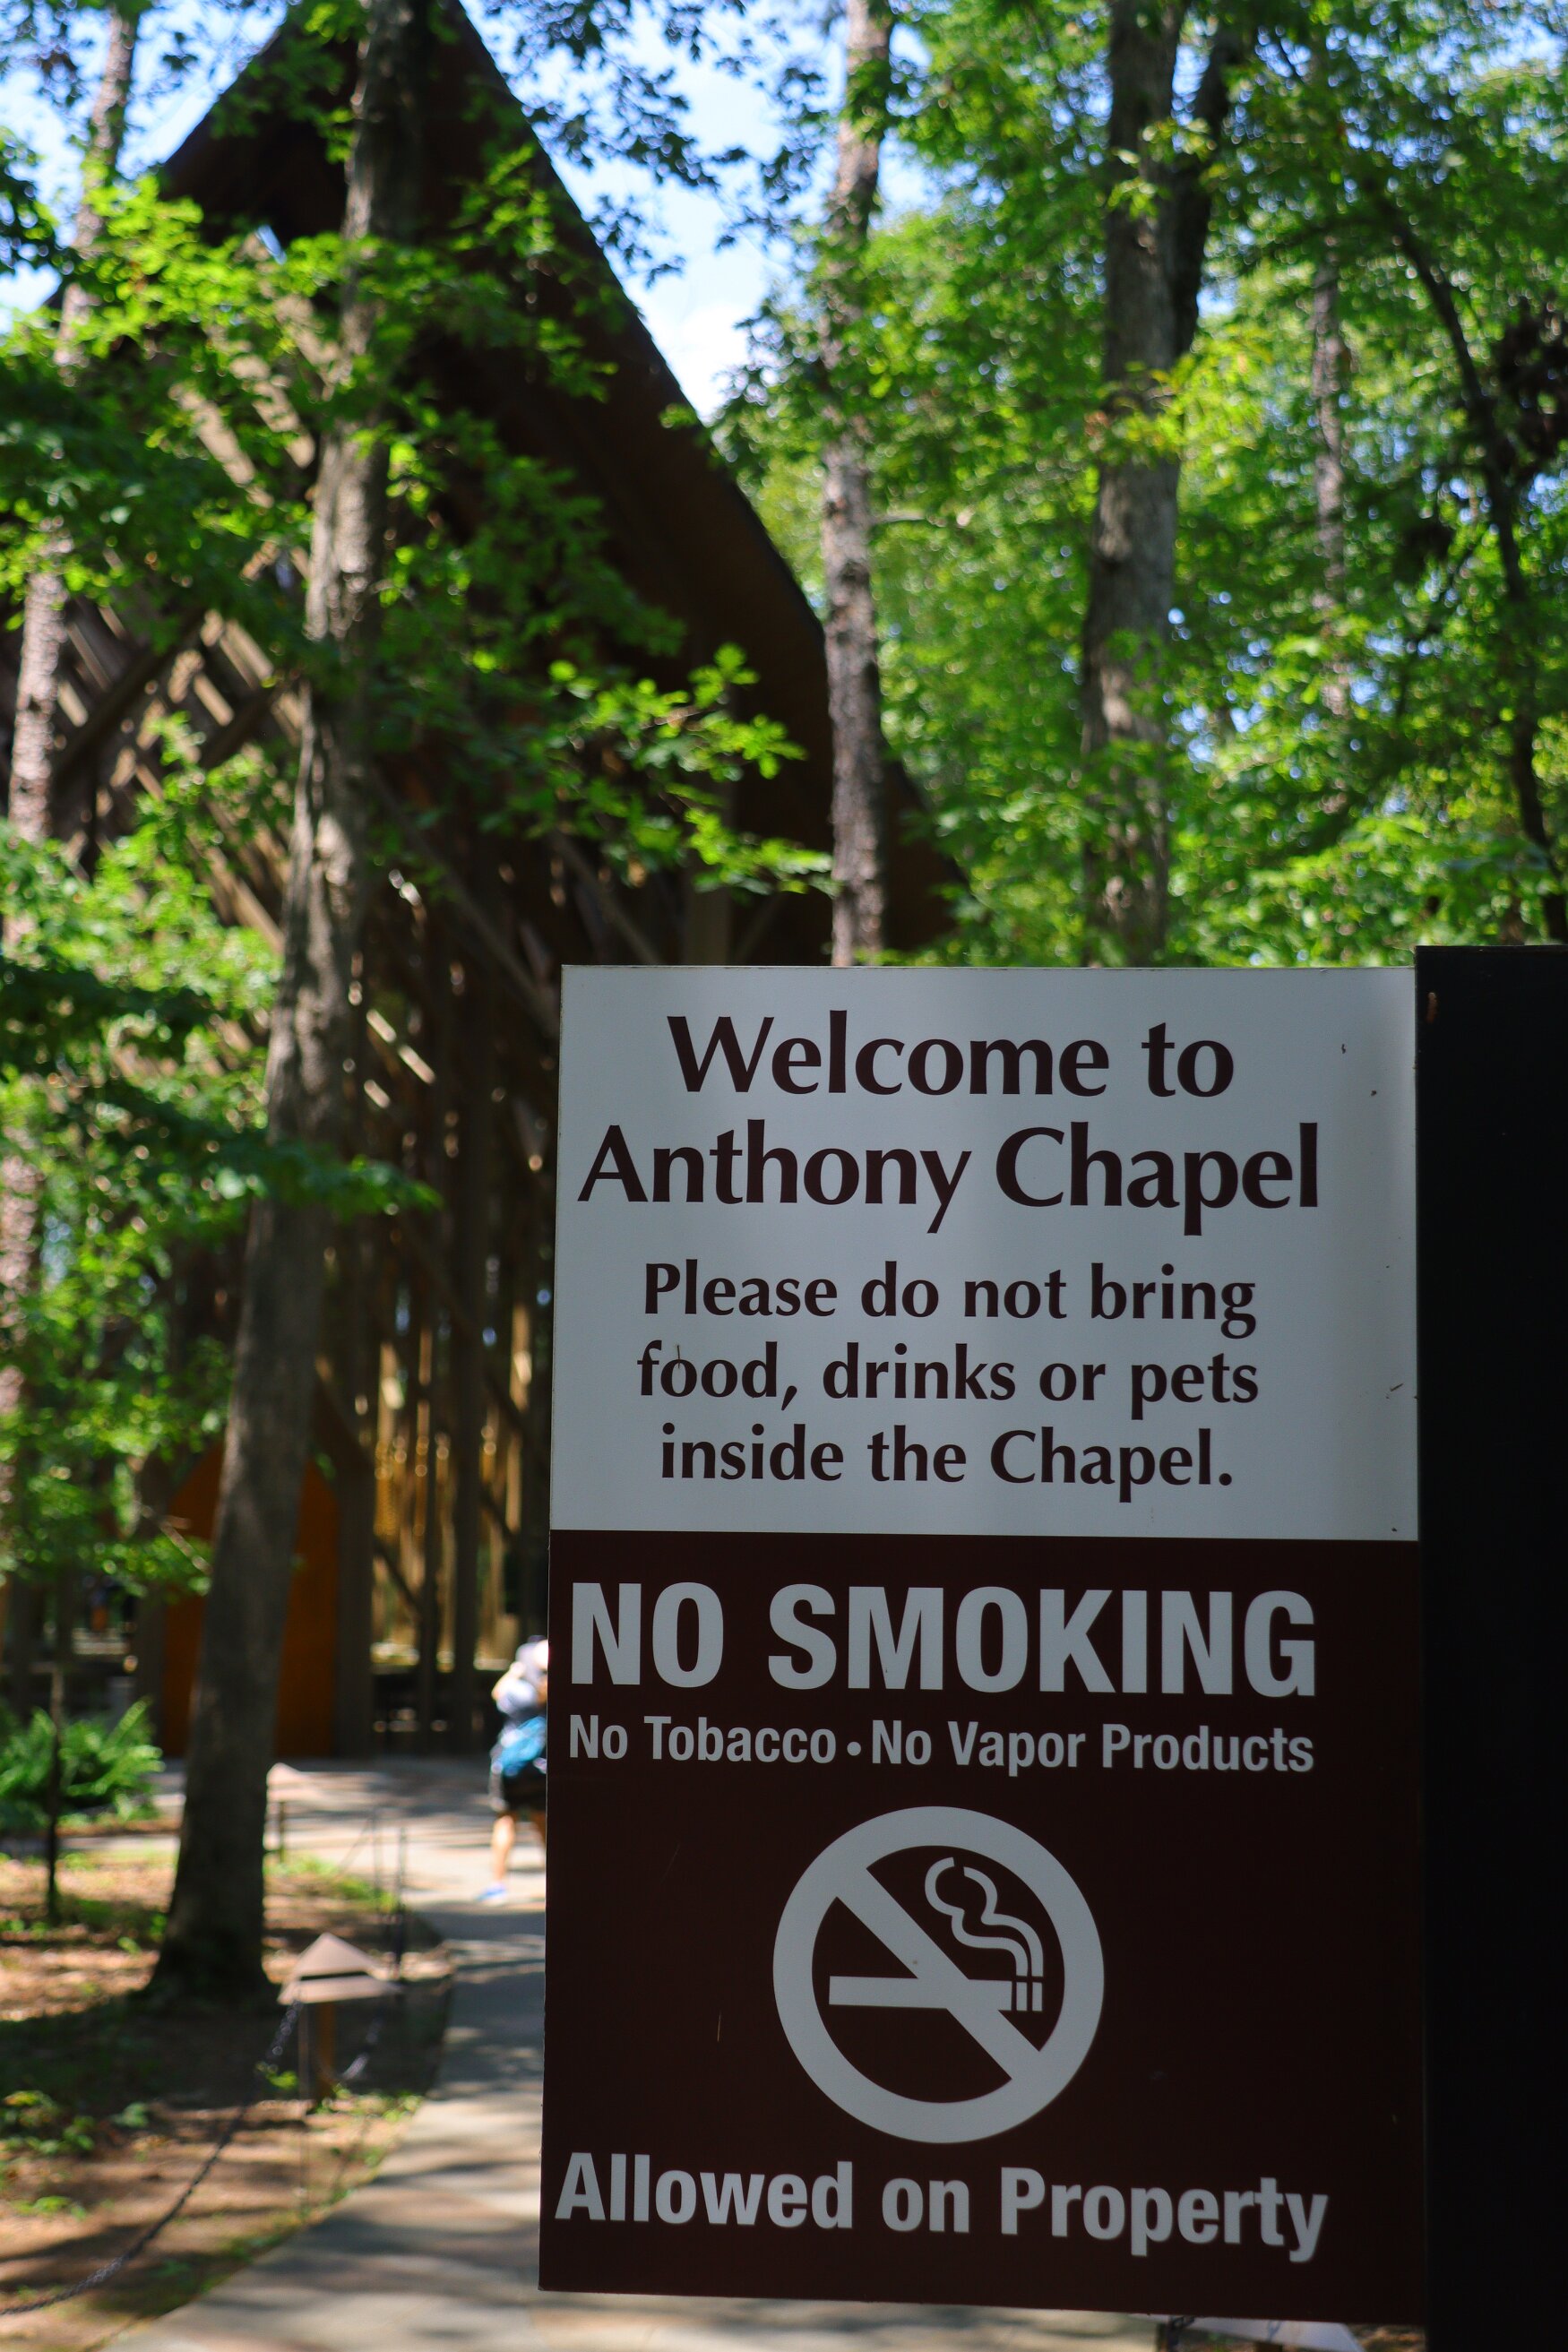 Welcome to
Anthony Chapel
Please do not bring
food, drinks or pets
inside the Chapel.
NO SMOKING
No Tobacco • No Vapor Products
Allowed on Property